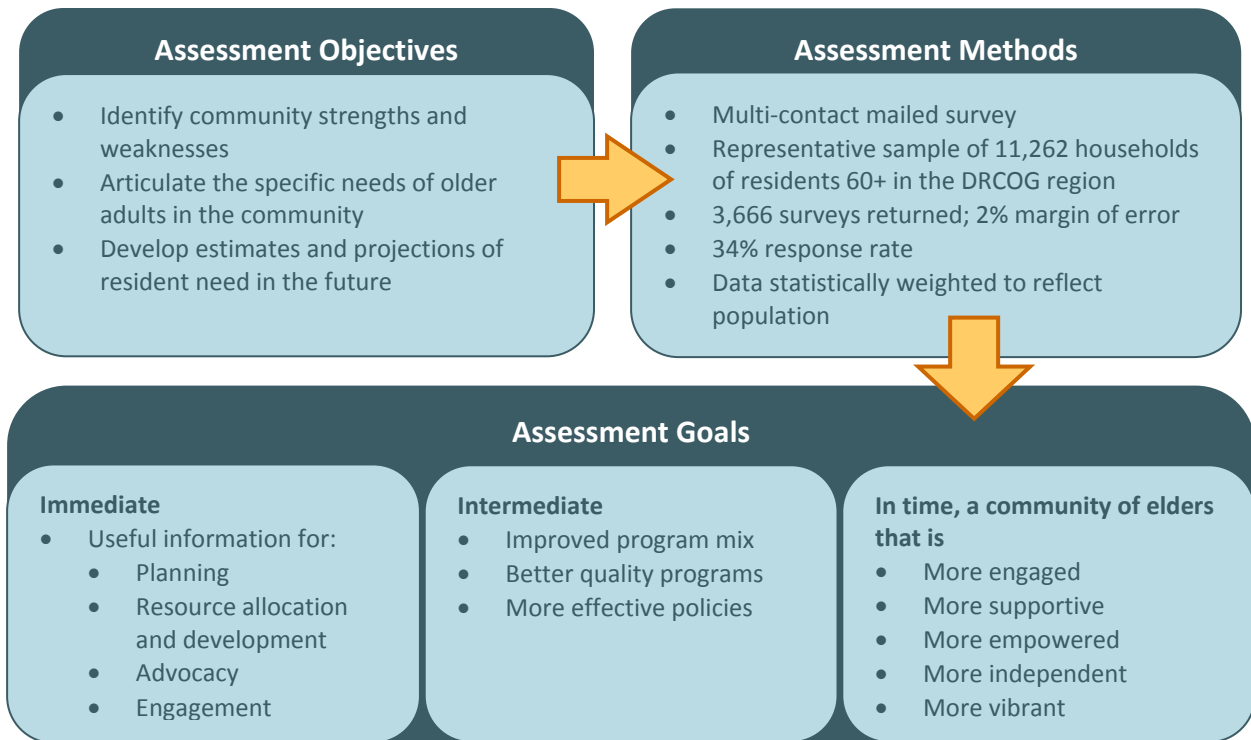 Assessment Objectives
• Identify community strengths and
weaknesses
• Articulate the specific needs of older
adults in the community
• Develop estimates and projections of
resident need in the future
Assessment Methods
• Multi-contact mailed survey
• Representative sample of 11,262 households
of residents 60+ in the DRCOG region
• 3,666 surveys returned; 2% margin of error
• 34% response rate
• Data statistically weighted to reflect
population
Assessment Goals
Immediate
• Useful information for:
• Planning
• Resource allocation
and development
• Advocacy
• Engagement
Intermediate
• Improved program mix
• Better quality programs
• More effective policies
In time, a community of elders
that is
• More engaged
• More supportive
• More empowered
• More independent
• More vibrant